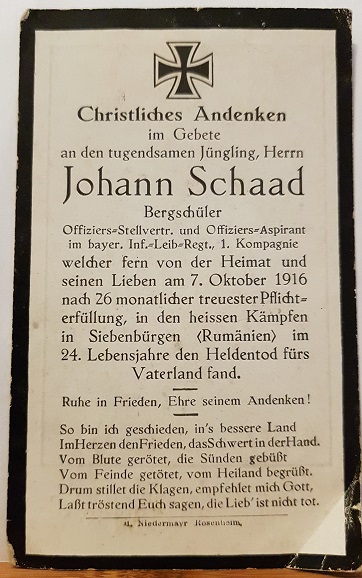 Christliches Andenken
im Gebete
an den tugendsamen Jüngling, Herrn
Johann Schaad
Bergschüler
Offiziers=Stellvertr. und Offiziers=Aspirant
im bayer. Inf.=Leib=Regt., 1. Kompagnie
welcher fern von der Heimat und
seinen Lieben am 7. Oktober 1916
nach 26 monatlicher treuester Pflicht=
erfüllung, in den heissen Kämpfen
in Siebenbürgen (Rumänien) im
24. Lebensjahre den Heldentod fürs
Vaterland fand.
Ruhe in Frieden, Ehre seinem Andenken!
So bin ich geschieden, in's bessere Land
Im Herzen den Frieden, das Schwert in der Hand.
Vom Blute gerötet, die Sünden gebüßt
Vom Feinde getötet, vom Heiland begrüßt.
Drum stillet die Klagen, empfehlet mich Gott,
Laßt tröstend Euch sagen, die Lieb' ist nicht tot.
Niedermayr Rosenheim.